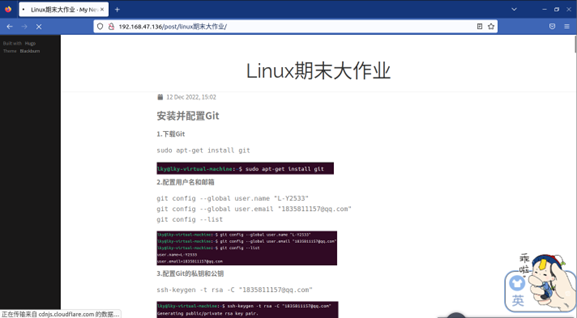 Linux期末大作业 - My New
192.168.47.136/post/linux期末大作业/
Built with Hugo
Theme Blackburn
Linux期末大作业
12 Dec 2022, 15:02
安装并配置Git
1.下载Git
sudo apt-get install git
lky@lky-virtual-machine:~$ sudo apt-get install git
2.配置用户名和邮箱
git config --global user.name "L-Y2533"
git config --global user.email "1835811157@qq.com"
git config --list
lky@lky-virtual-machine:~$ git config --global user.name "L-Y2533"
lky@lky-virtual-machine:~$ git config --global user.email "1835811157@qq.com"
lky@lky-virtual-machine:~$ git config --list
user.name=L-Y2533
user.email=1835811157@qq.com
3.配置Git的私钥和公钥
ssh-keygen -t rsa -C "1835811157@qq.com"
lky@lky-virtual-machine:~$ ssh-keygen -t rsa -C "1835811157@qq.com"
Generating public/private rsa key pair.
正在传输来自 cdnjs.cloudflare.com 的数据…
乖
啦
英